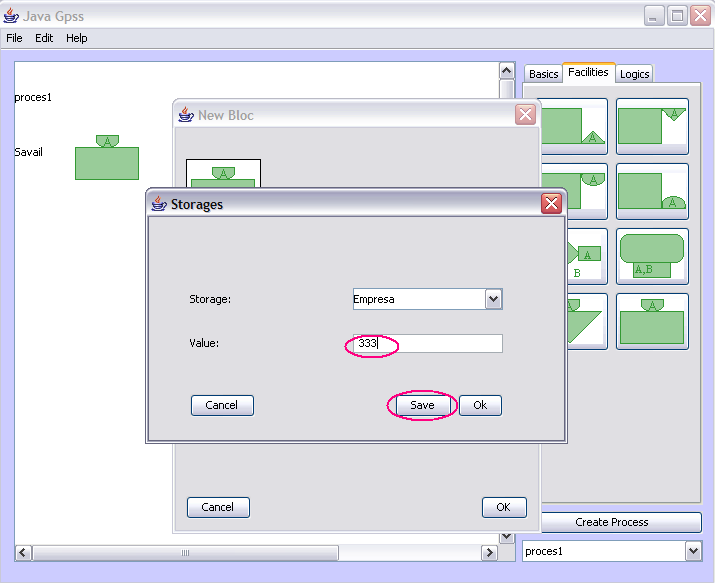 Java Gpss
File Edit Help
Basics Facilities Logics
proces1
Savail
A
New Bloc
A
A
A
A
A
A
A
B
A,B
A
A
Storages
Storage: Empresa
Value: 333
Cancel Save Ok
Cancel OK
Create Process
proces1